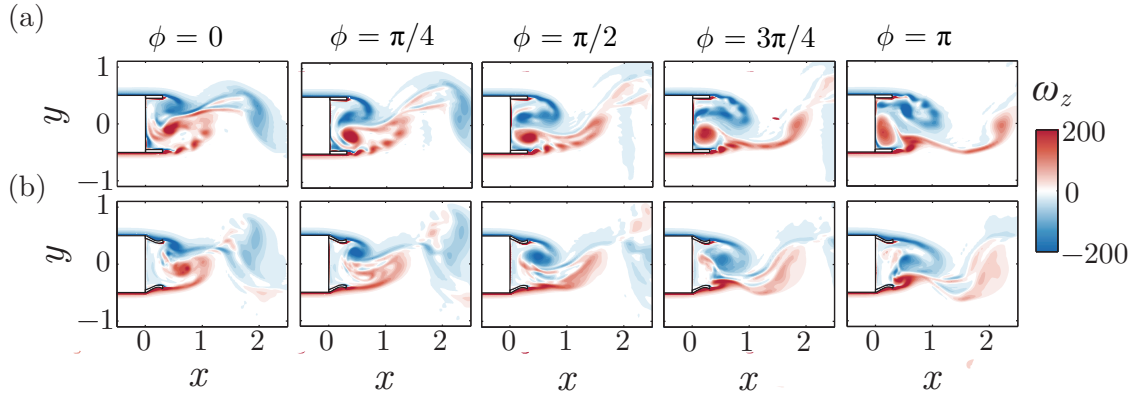 (a)
ϕ = 0 ϕ = π/4 ϕ = π/2 ϕ = 3π/4 ϕ = π
1
y 0
−1
ω_z
200
0
−200
(b)
1
y 0
−1
0 1 2 0 1 2 0 1 2 0 1 2 0 1 2
x x x x x